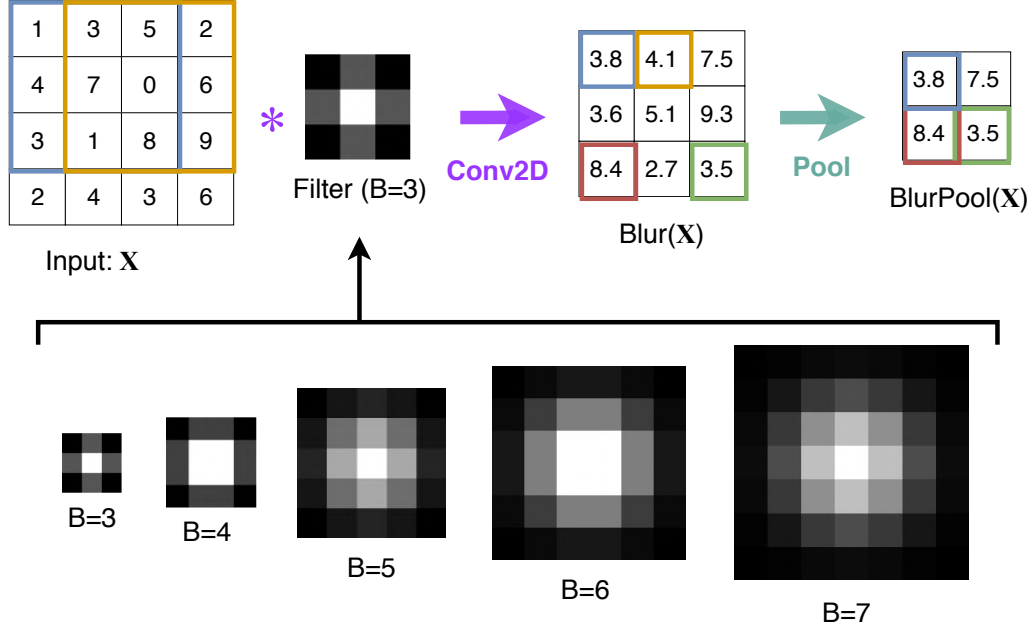 1 3 5 2
4 7 0 6
3 1 8 9
2 4 3 6
Input: X
*
Filter (B=3)
Conv2D
3.8 4.1 7.5
3.6 5.1 9.3
8.4 2.7 3.5
Blur(X)
Pool
3.8 7.5
8.4 3.5
BlurPool(X)
B=3
B=4
B=5
B=6
B=7